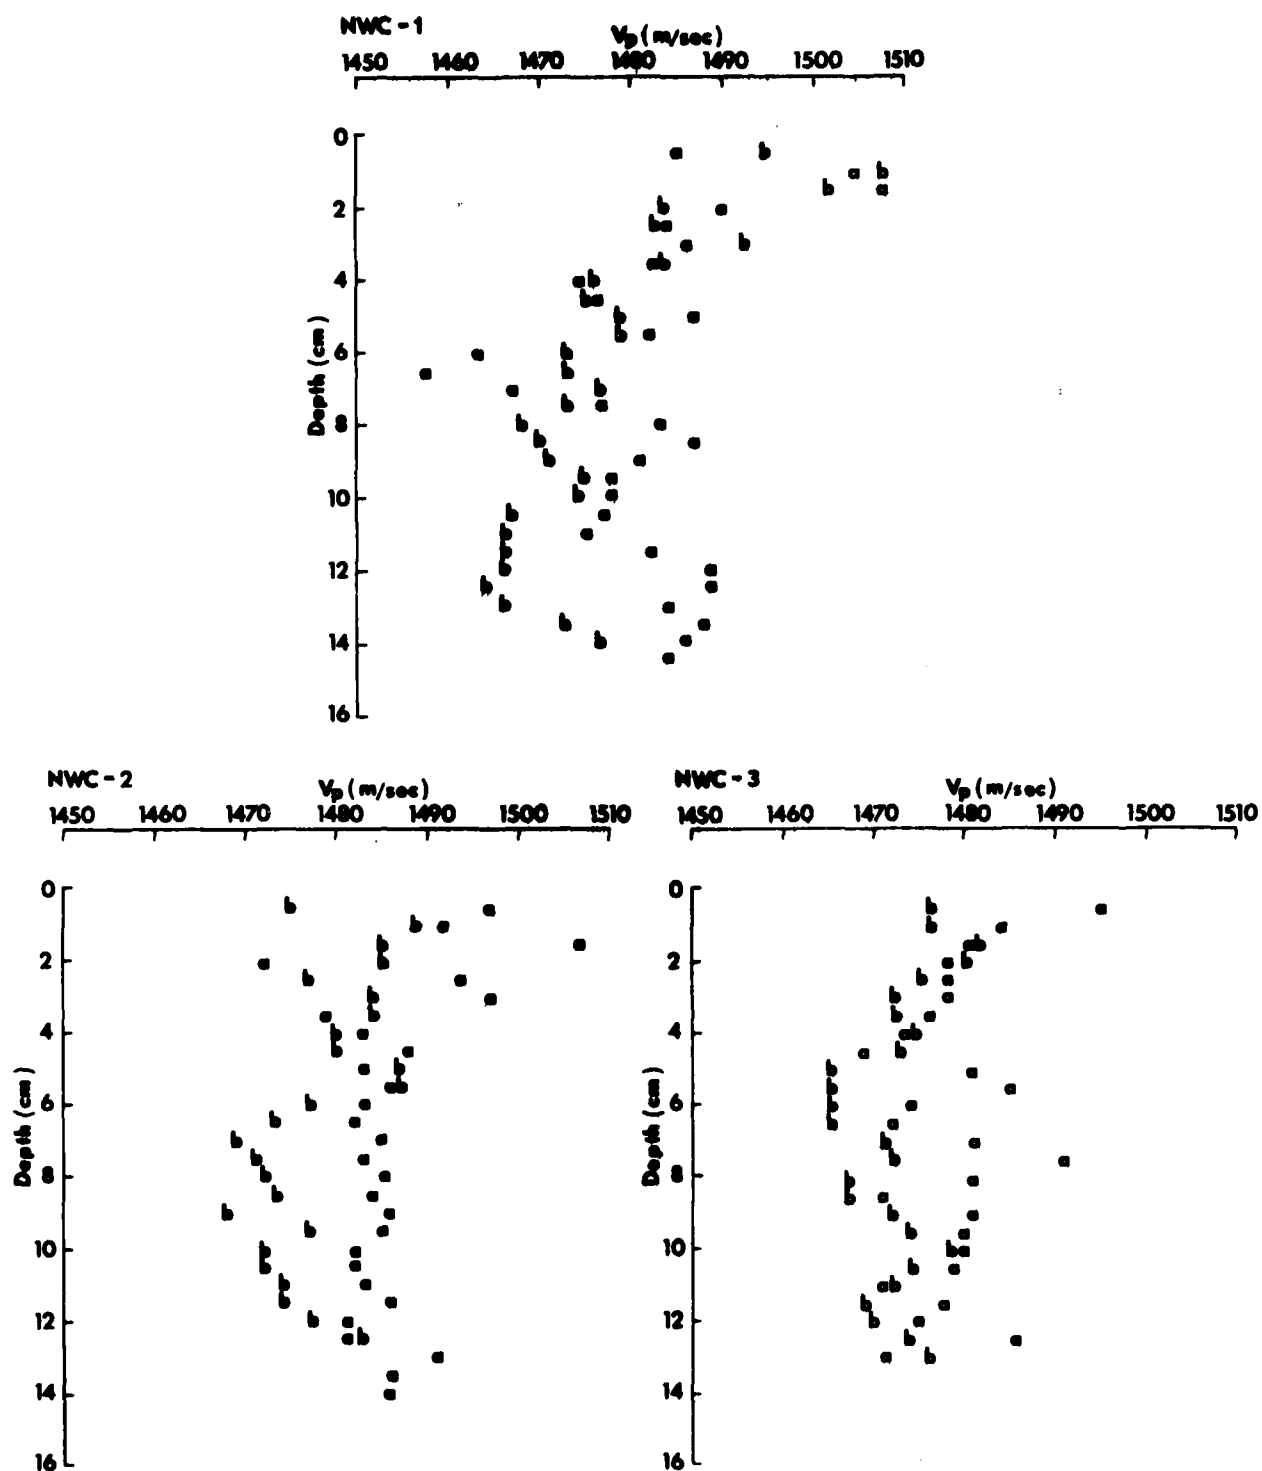 NWC-1
Vp (m/sec)
1450 1460 1470 1480 1490 1500 1510
Depth (cm)
0
a b
a b
b a
2 b a
b a
a b
a b
4 a b
b a
b a
b a
6 a b
a b
a b
b a
8 b a
b a
b a
b a
10 b a
b a
b a
b a
12 b a
b a
b a
b a
14 b a
a
16
NWC-2
Vp (m/sec)
1450 1460 1470 1480 1490 1500 1510
Depth (cm)
0
b a
b a
b a
2 a b
b a
b a
a b
4 b a
b a
a b
a b
6 b a
b a
b a
b a
8 b a
b a
b a
b a
10 b a
b a
b a
b a
12 b a
a b
a
a
14 a
16
NWC-3
Vp (m/sec)
1450 1460 1470 1480 1490 1500 1510
Depth (cm)
0
b a
b a
a b
2 a b
b a
b a
b a
4 a b
a b
b a
b a
6 b a
b a
b a
b a
8 b a
b a
b a
b a
10 b a
b a
a b
b a
12 b a
b a
a b
14
16